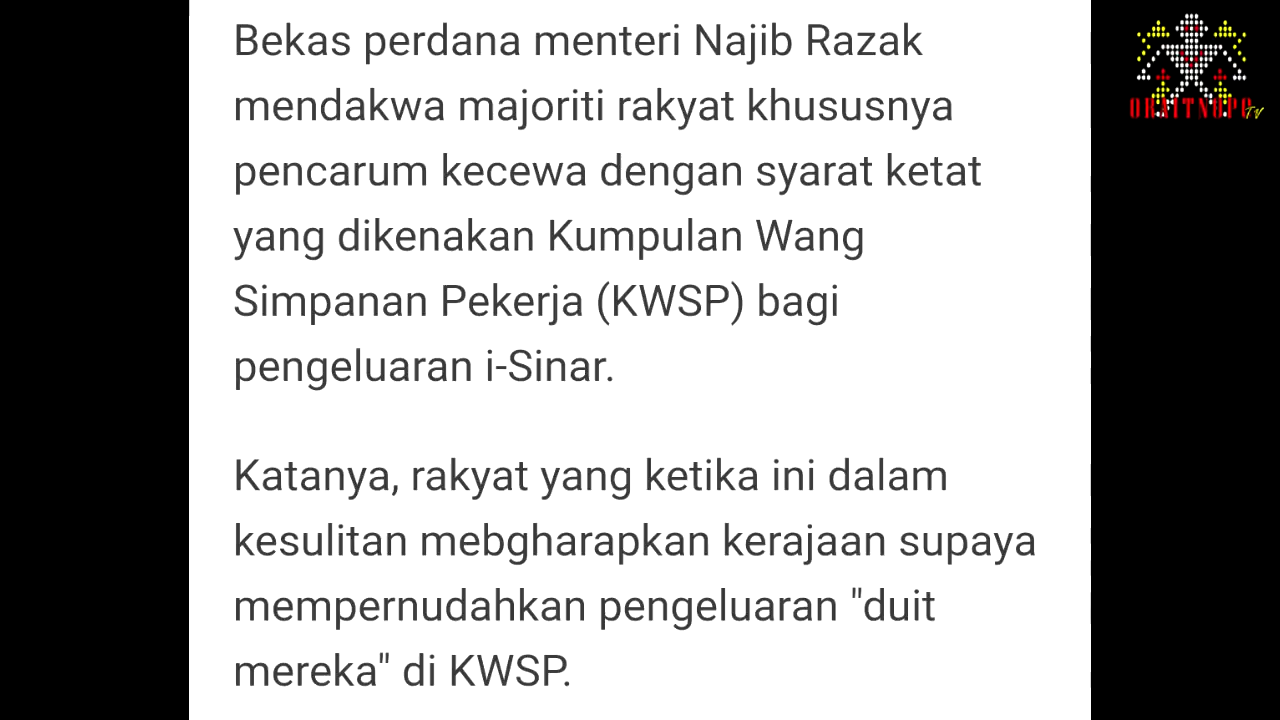 Bekas perdana menteri Najib Razak
mendakwa majoriti rakyat khususnya
pencarum kecewa dengan syarat ketat
yang dikenakan Kumpulan Wang
Simpanan Pekerja (KWSP) bagi
pengeluaran i-Sinar.
Katanya, rakyat yang ketika ini dalam
kesulitan mebgharapkan kerajaan supaya
mempernudahkan pengeluaran "duit
mereka" di KWSP.
TV